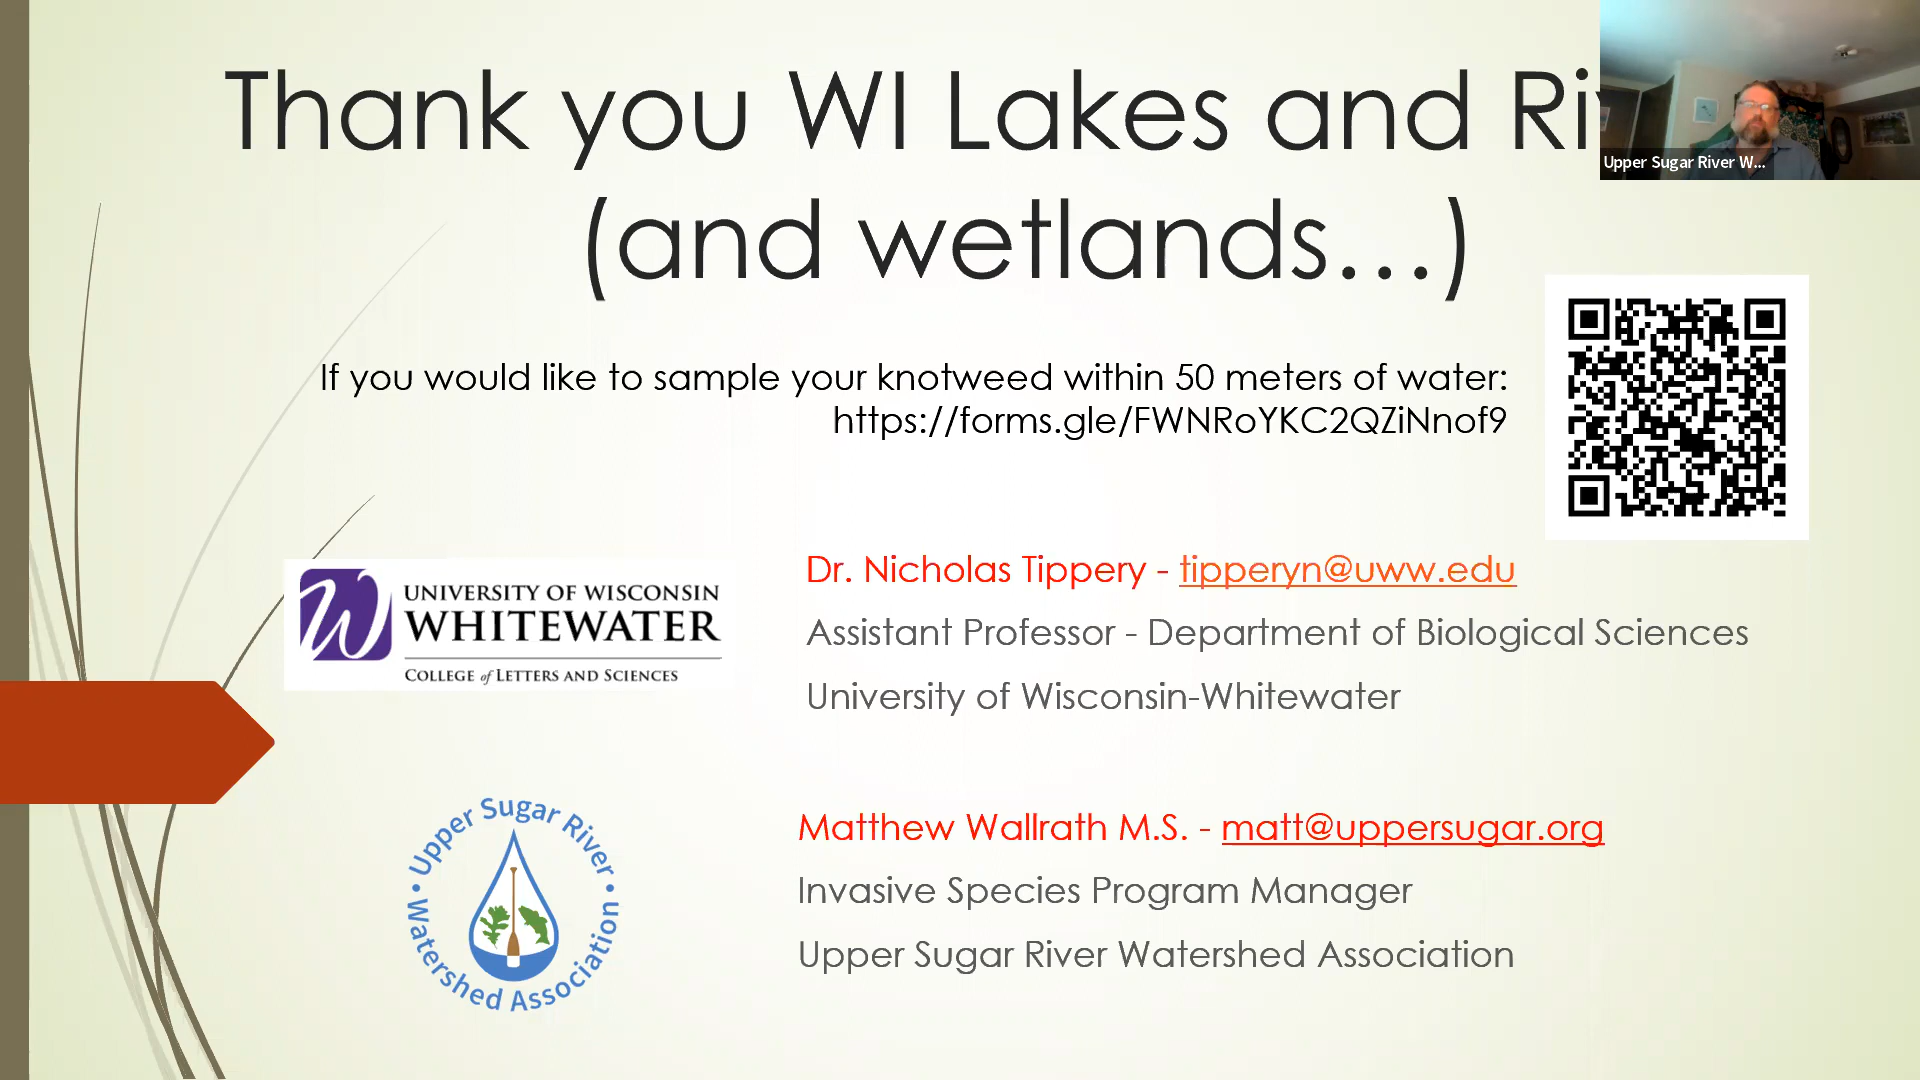 Thank you WI Lakes and Ri
(and wetlands...)
Upper Sugar River W...
If you would like to sample your knotweed within 50 meters of water:
https://forms.gle/FWNRoYKC2QZiNnof9
UNIVERSITY OF WISCONSIN
WHITEWATER
COLLEGE of LETTERS AND SCIENCES
Dr. Nicholas Tippery - tipperyn@uww.edu
Assistant Professor - Department of Biological Sciences
University of Wisconsin-Whitewater
Upper Sugar River • Watershed Association •
Matthew Wallrath M.S. - matt@uppersugar.org
Invasive Species Program Manager
Upper Sugar River Watershed Association